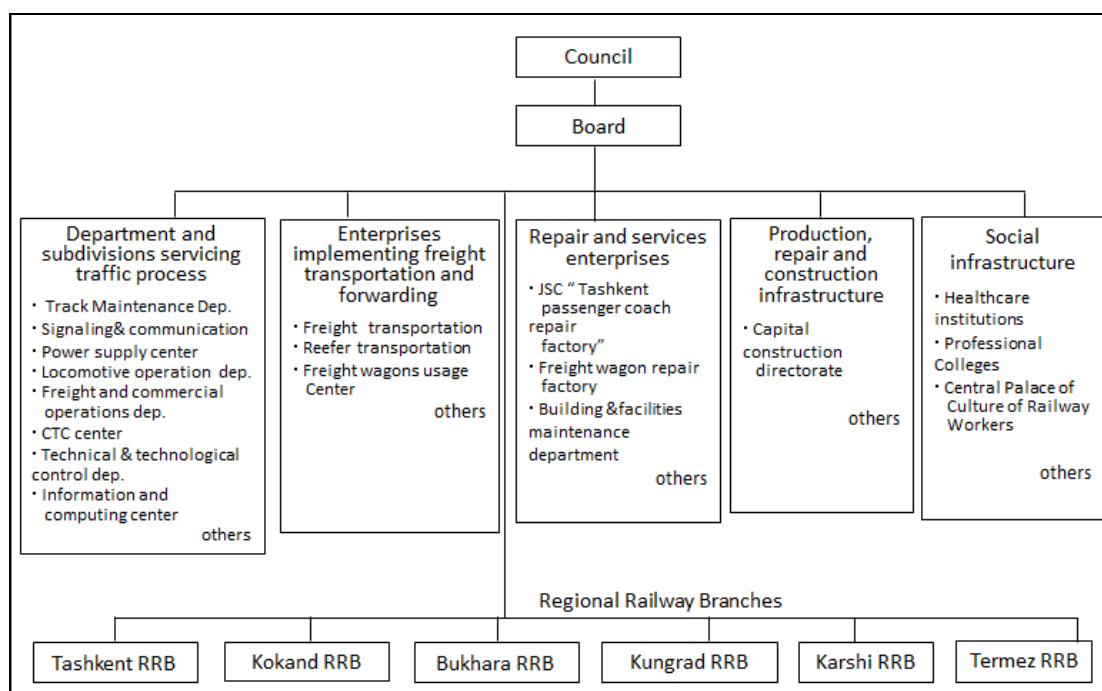 Council
Board
Department and
subdivisions servicing
traffic process
· Track Maintenance Dep.
· Signaling& communication
· Power supply center
· Locomotive operation dep.
· Freight and commercial
operations dep.
· CTC center
· Technical & technological
control dep.
· Information and
computing center
others
Enterprises
implementing freight
transportation and
forwarding
· Freight transportation
· Reefer transportation
· Freight wagons usage
Center
others
Repair and services
enterprises
· JSC “ Tashkent
passenger coach
repair
factory”
· Freight wagon repair
factory
· Building &facilities
maintenance
department
others
Production,
repair and
construction
infrastructure
· Capital
construction
directorate
others
Social
infrastructure
· Healthcare
institutions
· Professional
Colleges
· Central Palace of
Culture of Railway
Workers
others
Regional Railway Branches
Tashkent RRB
Kokand RRB
Bukhara RRB
Kungrad RRB
Karshi RRB
Termez RRB